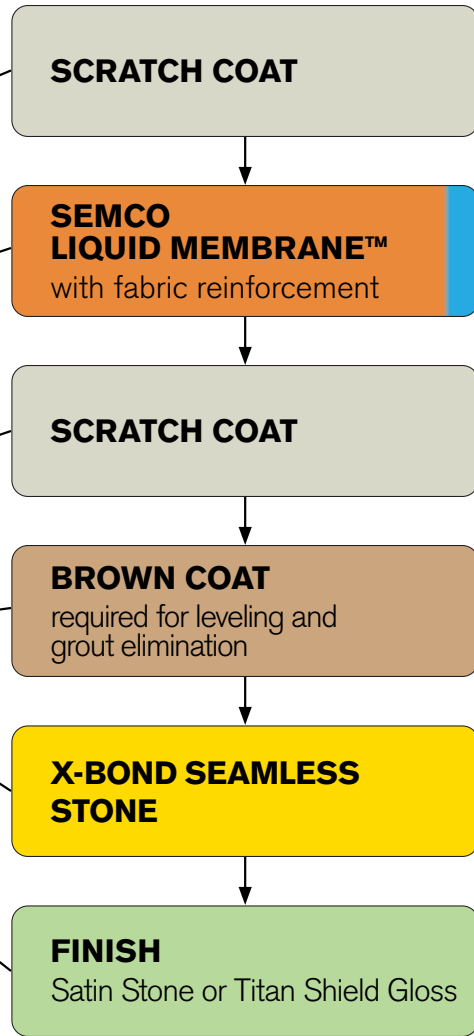 SCRATCH COAT
SEMCO
LIQUID MEMBRANE™
with fabric reinforcement
SCRATCH COAT
BROWN COAT
required for leveling and
grout elimination
X-BOND SEAMLESS
STONE
FINISH
Satin Stone or Titan Shield Gloss